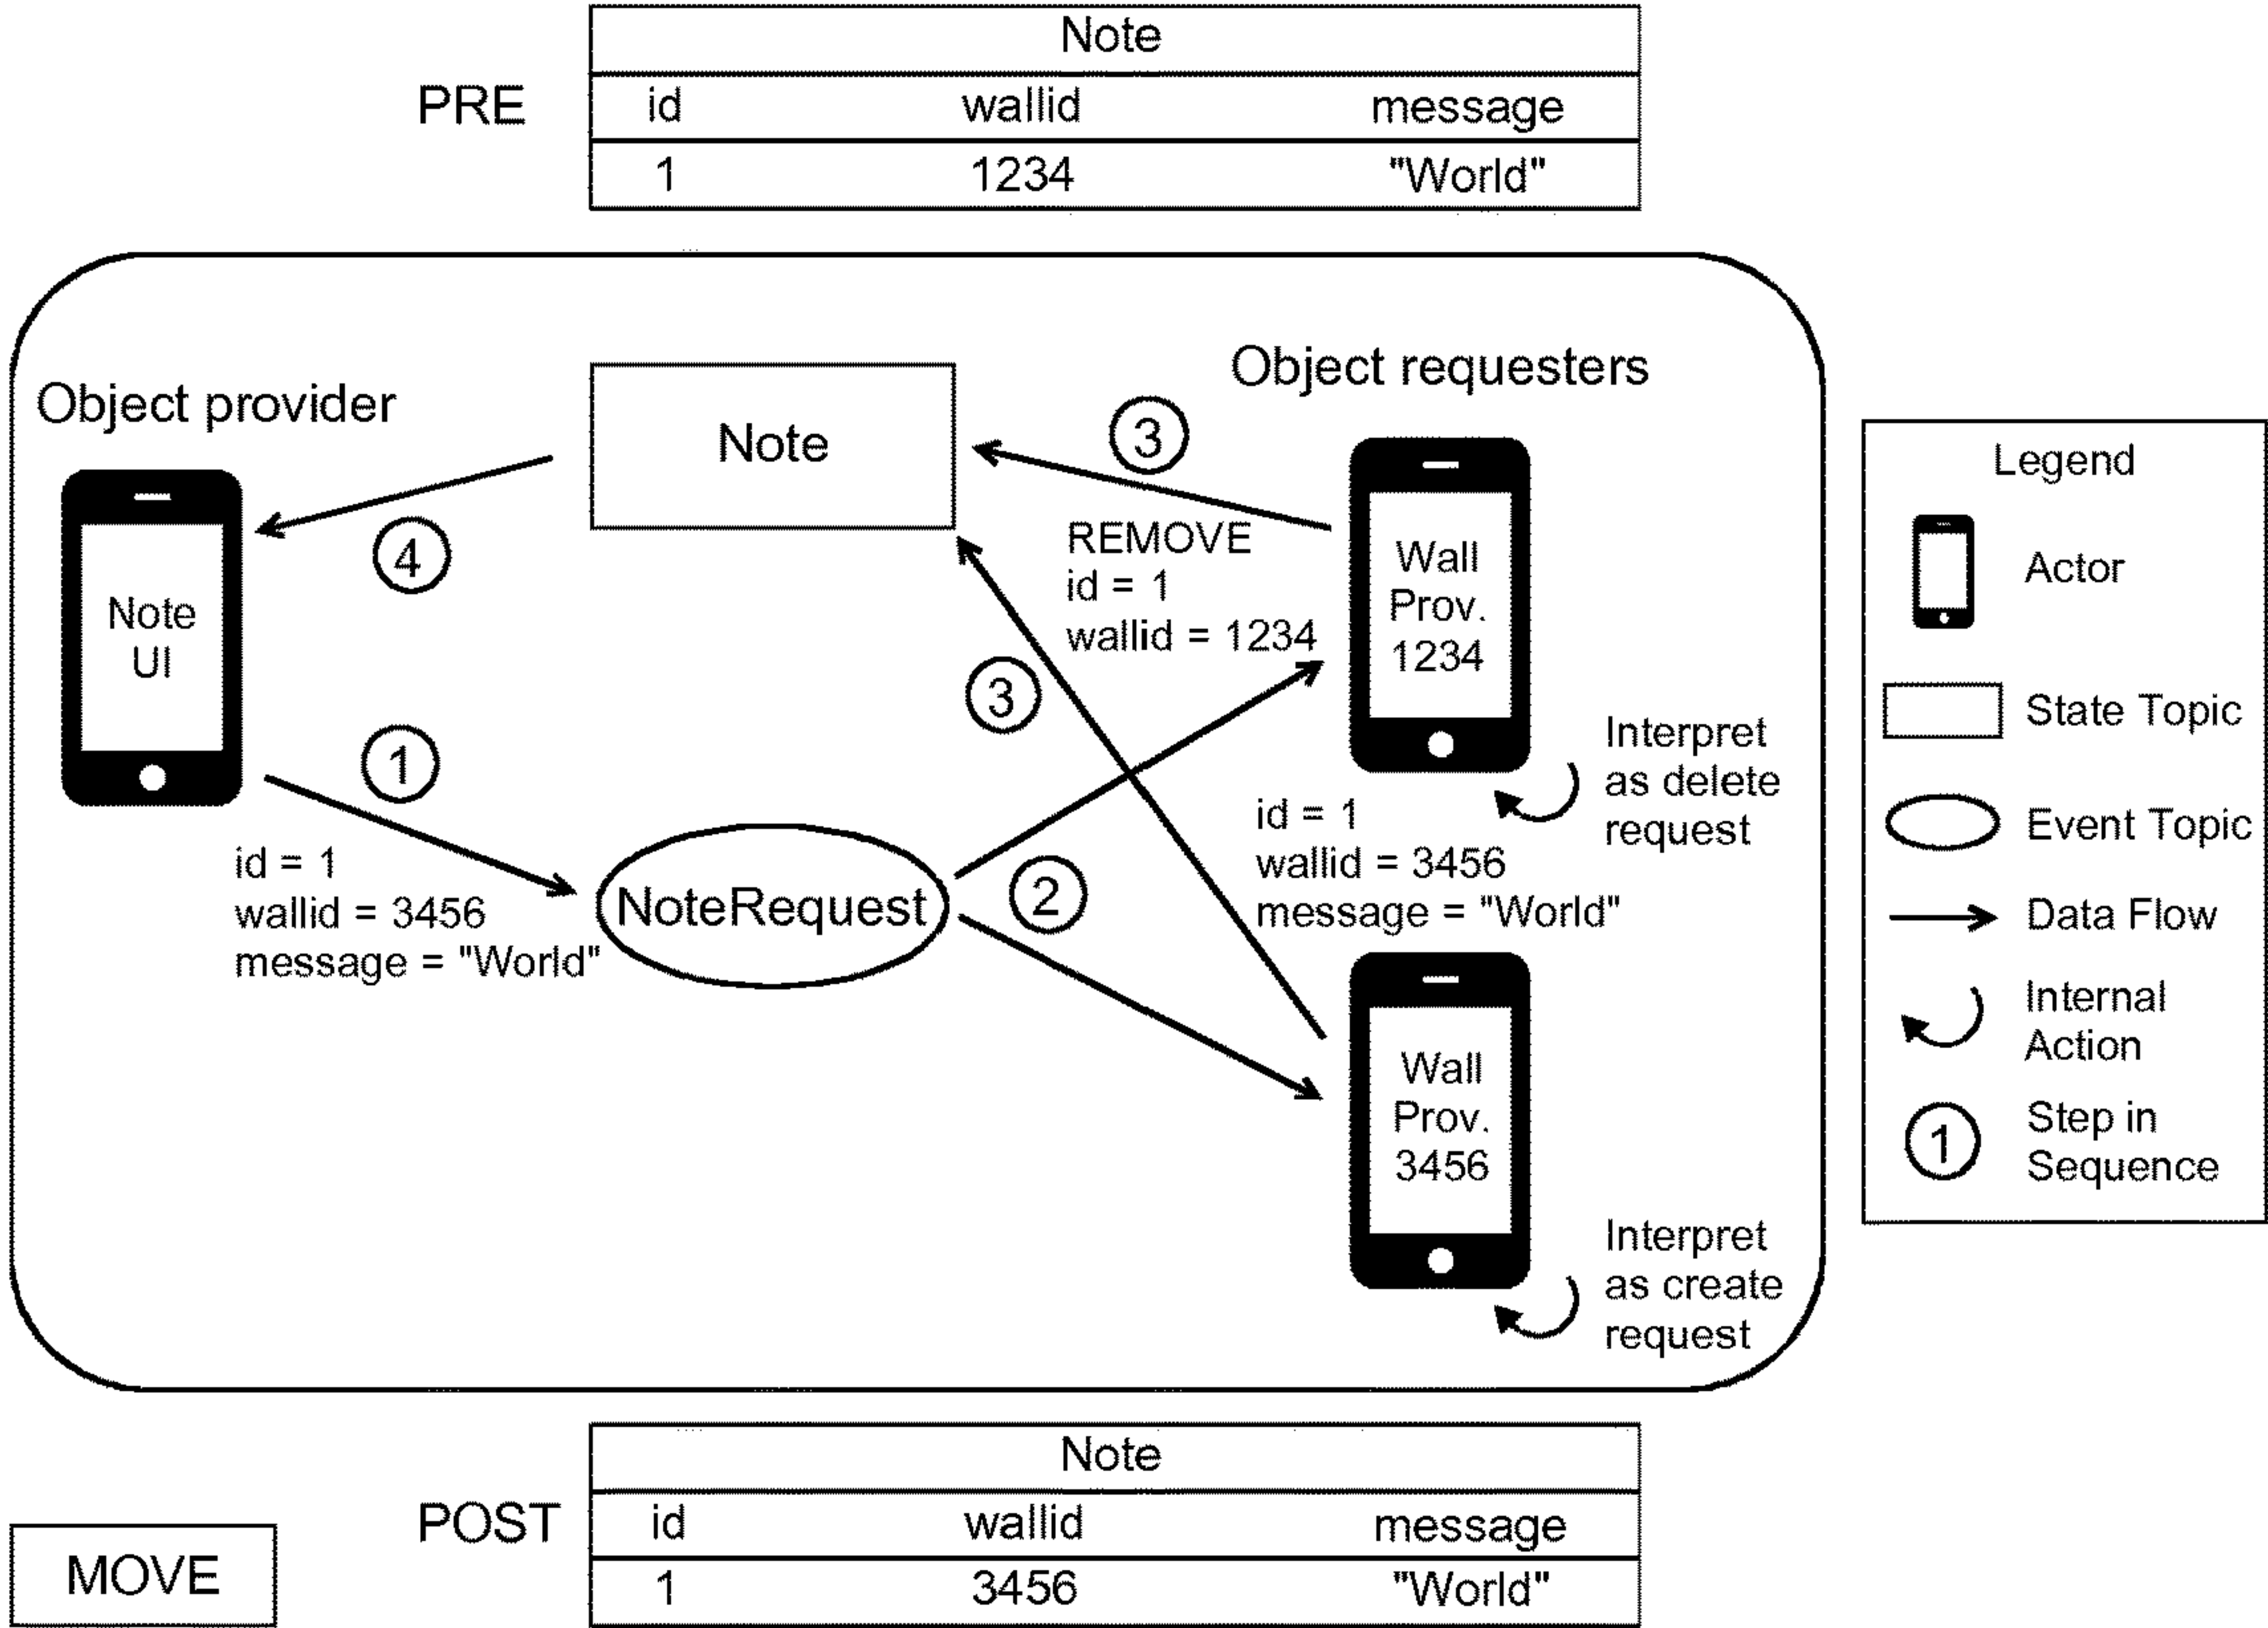 Note
PRE
id wallid message
1 1234 "World"
Object provider
Object requesters
Note
3
4
REMOVE
id = 1
wallid = 1234
Wall
Prov.
1234
Note
UI
3
1
Interpret
as delete
request
id = 1
wallid = 3456
message = "World"
NoteRequest
2
id = 1
wallid = 3456
message = "World"
Wall
Prov.
3456
Interpret
as create
request
Legend
Actor
State Topic
Event Topic
Data Flow
Internal
Action
1
Step in
Sequence
Note
POST
id wallid message
1 3456 "World"
MOVE